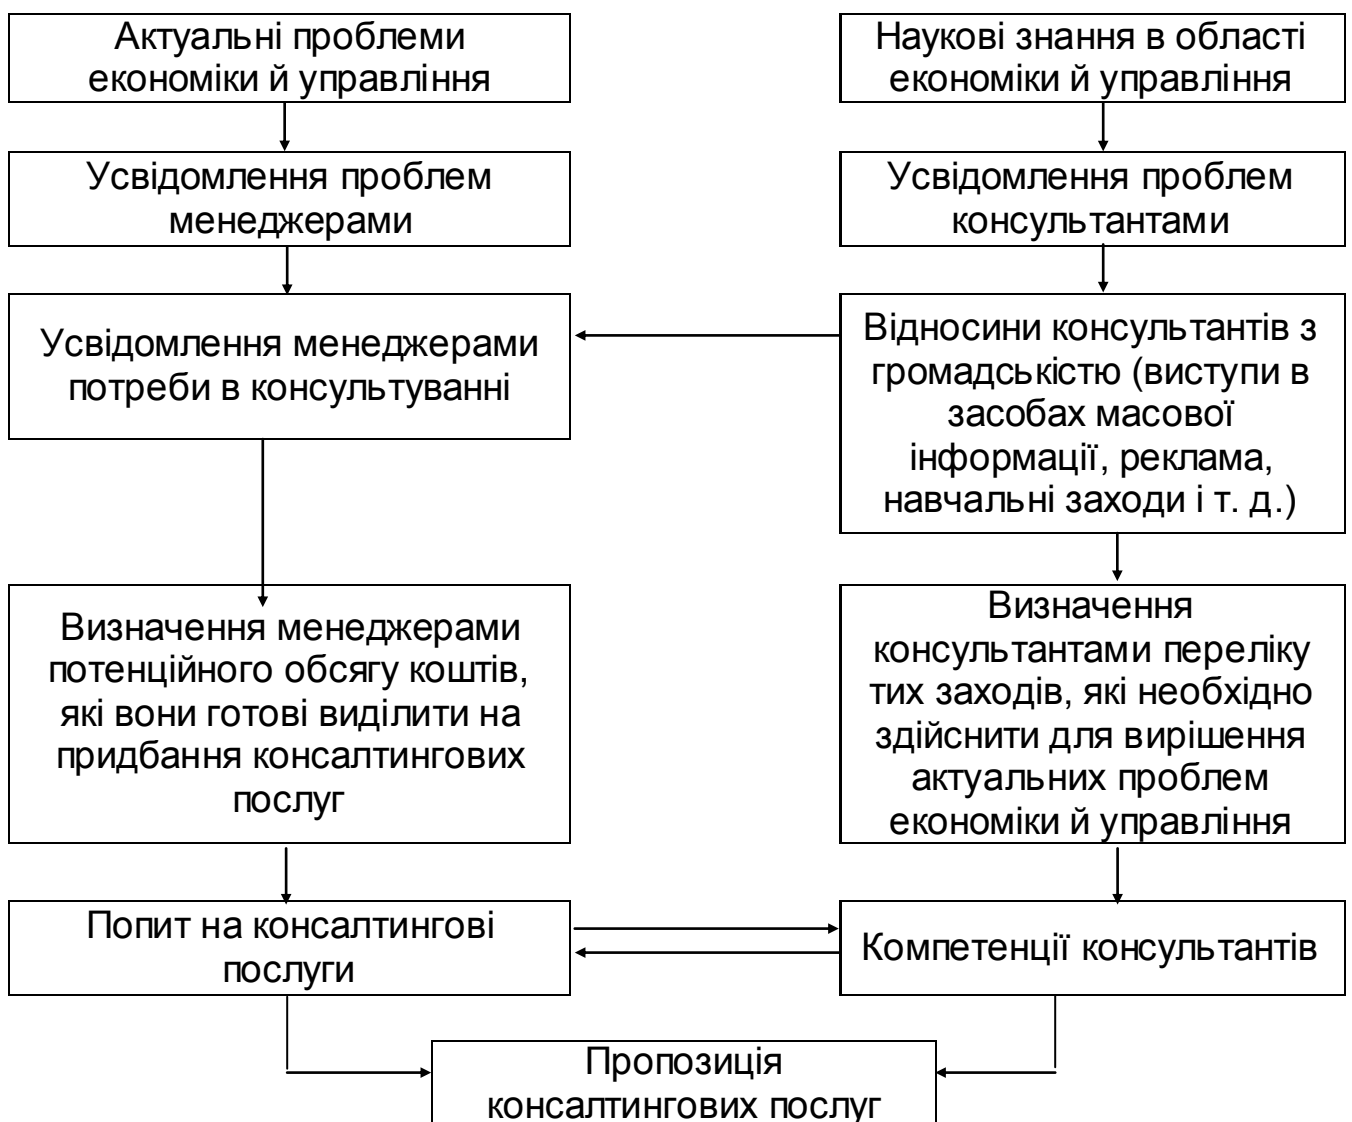 Актуальні проблеми
економіки й управління
Наукові знання в області
економіки й управління
Усвідомлення проблем
менеджерами
Усвідомлення проблем
консультантами
Усвідомлення менеджерами
потреби в консультуванні
Відносини консультантів з
громадськістю (виступи в
засобах масової
інформації, реклама,
навчальні заходи і т. д.)
Визначення менеджерами
потенційного обсягу коштів,
які вони готові виділити на
придбання консалтингових
послуг
Визначення
консультантами переліку
тих заходів, які необхідно
здійснити для вирішення
актуальних проблем
економіки й управління
Попит на консалтингові
послуги
Компетенції консультантів
Пропозиція
консалтингових послуг